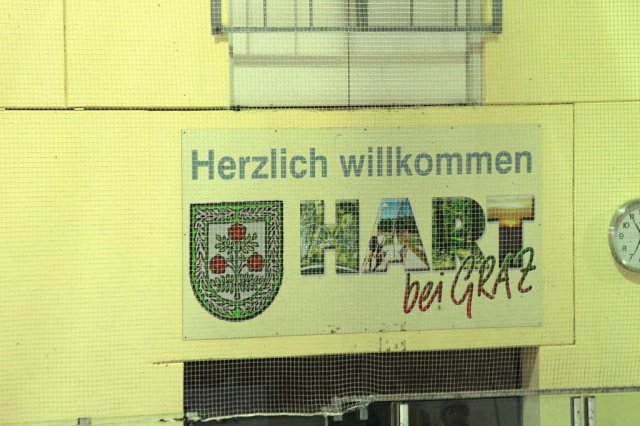 Herzlich willkommen
HART
bei GRAZ